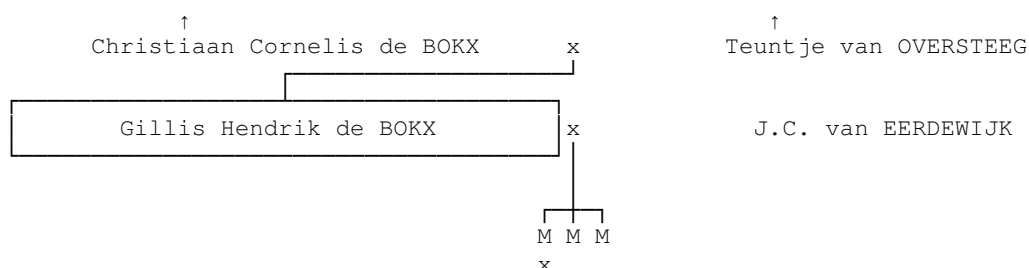 ↑ ↑
Christiaan Cornelis de BOKX x Teuntje van OVERSTEEG
Gillis Hendrik de BOKX x J.C. van EERDEWIJK
M M M
x